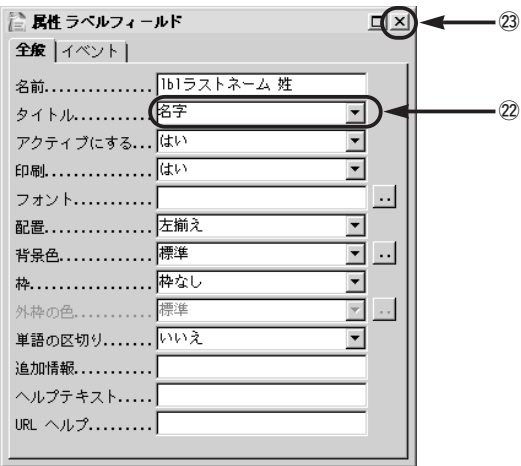 属性 ラベルフィールド
㉓
全般 イベント
名前............... lb1ラストネーム 姓
タイトル........... 名字
㉒
アクティブにする... はい
印刷............... はい
フォント........... ..
配置............... 左揃え
背景色............. 標準 ..
枠................. 枠なし
外枠の色........... 標準 ..
単語の区切り....... いいえ
追加情報...........
ヘルプテキスト.....
URL ヘルプ.........